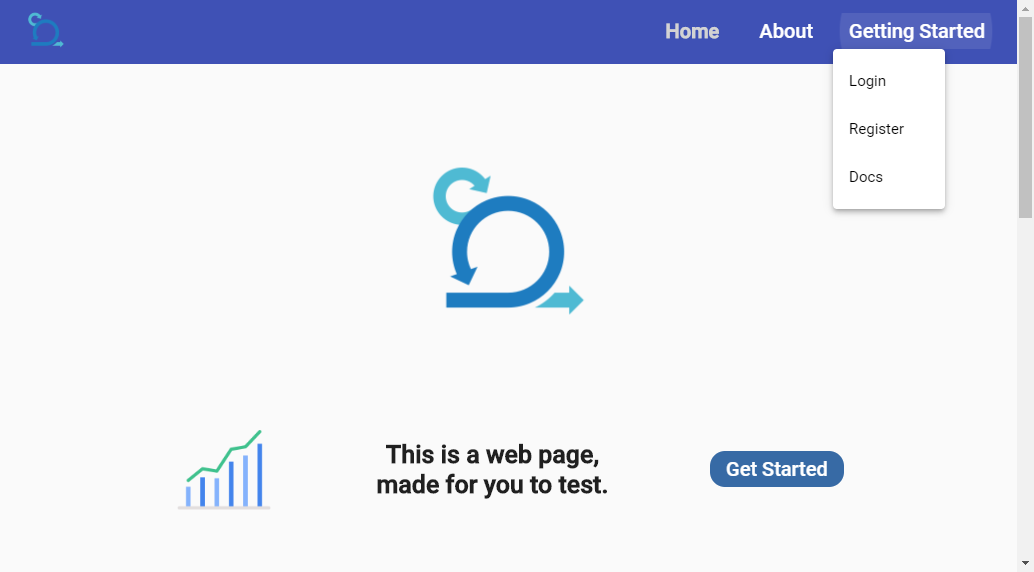 Home
About
Getting Started
Login
Register
Docs
This is a web page,
made for you to test.
Get Started